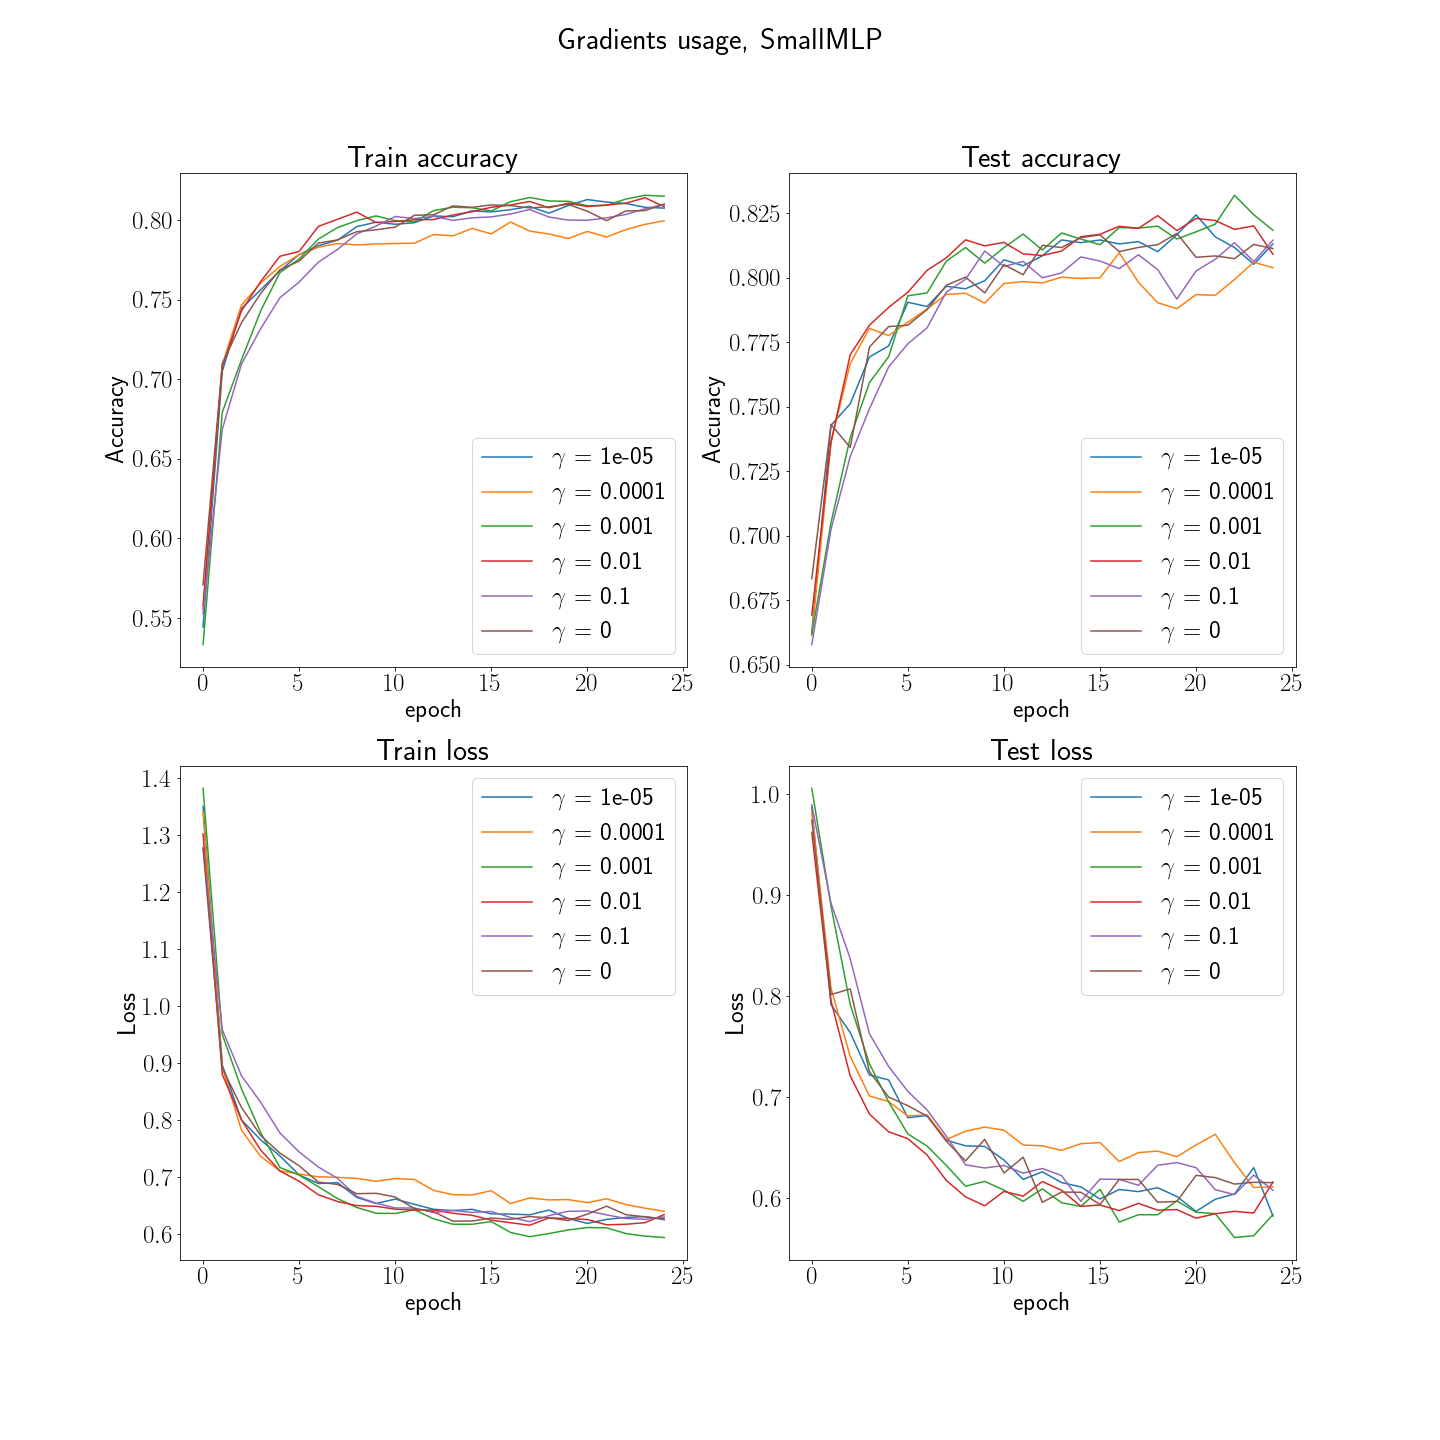 Gradients usage, SmallMLP
Train accuracy
Accuracy
0.80
0.75
0.70
0.65
0.60
0.55
γ = 1e-05
γ = 0.0001
γ = 0.001
γ = 0.01
γ = 0.1
γ = 0
0 5 10 15 20 25
epoch
Test accuracy
Accuracy
0.825
0.800
0.775
0.750
0.725
0.700
0.675
0.650
γ = 1e-05
γ = 0.0001
γ = 0.001
γ = 0.01
γ = 0.1
γ = 0
0 5 10 15 20 25
epoch
Train loss
Loss
1.4
1.3
1.2
1.1
1.0
0.9
0.8
0.7
0.6
γ = 1e-05
γ = 0.0001
γ = 0.001
γ = 0.01
γ = 0.1
γ = 0
0 5 10 15 20 25
epoch
Test loss
Loss
1.0
0.9
0.8
0.7
0.6
γ = 1e-05
γ = 0.0001
γ = 0.001
γ = 0.01
γ = 0.1
γ = 0
0 5 10 15 20 25
epoch